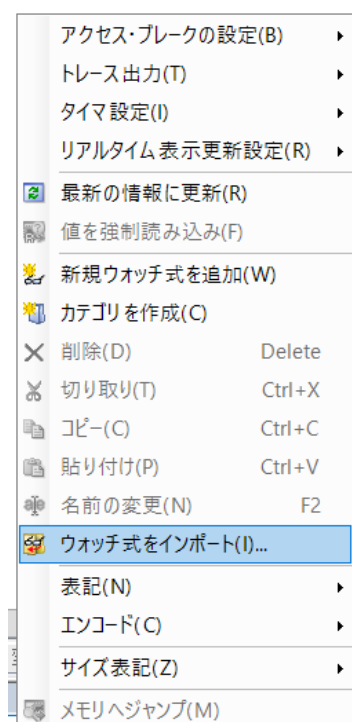 アクセス・ブレークの設定(B)
トレース出力(T)
タイマ設定(I)
リアルタイム表示更新設定(R)
最新の情報に更新(R)
値を強制読み込み(F)
新規ウォッチ式を追加(W)
カテゴリを作成(C)
削除(D) Delete
切り取り(T) Ctrl+X
コピー(C) Ctrl+C
貼り付け(P) Ctrl+V
名前の変更(N) F2
ウォッチ式をインポート(I)...
表記(N)
エンコード(C)
サイズ表記(Z)
メモリへジャンプ(M)